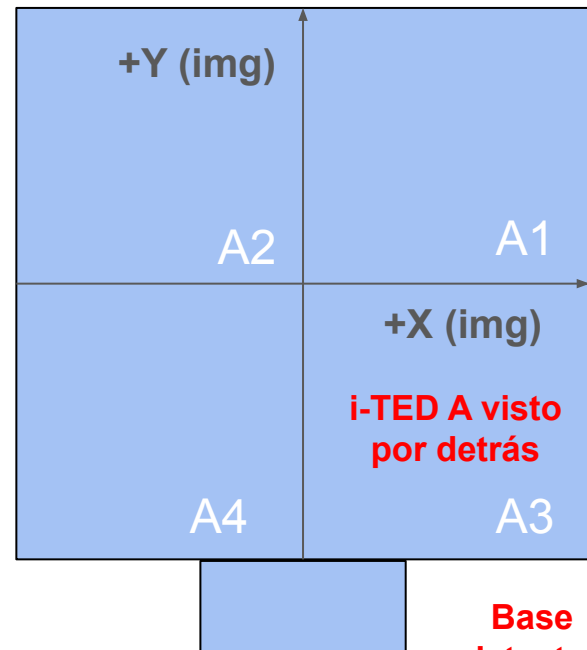 +Y (img)
A2
A1
+X (img)
i-TED A visto
por detrás
A4
A3
Base